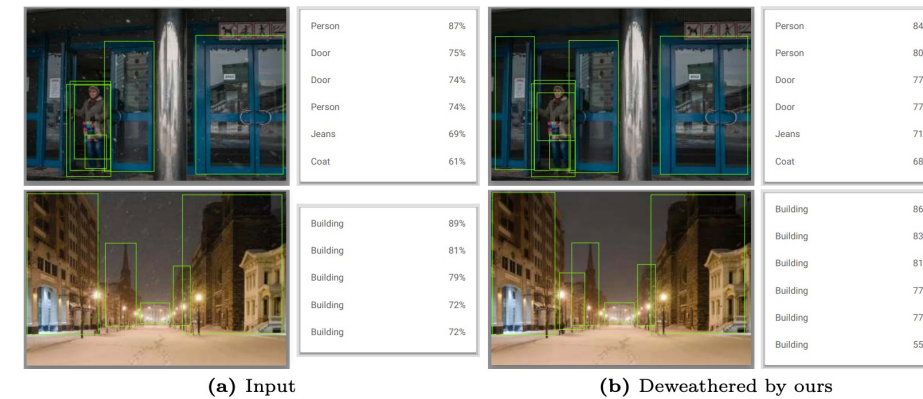 Person 87%
Door 75%
Door 74%
Person 74%
Jeans 69%
Coat 61%
Person 84
Person 80
Door 77
Door 77
Jeans 71
Coat 68
Building 89%
Building 81%
Building 79%
Building 72%
Building 72%
Building 86
Building 83
Building 81
Building 77
Building 77
Building 55
(a) Input
(b) Deweathered by ours